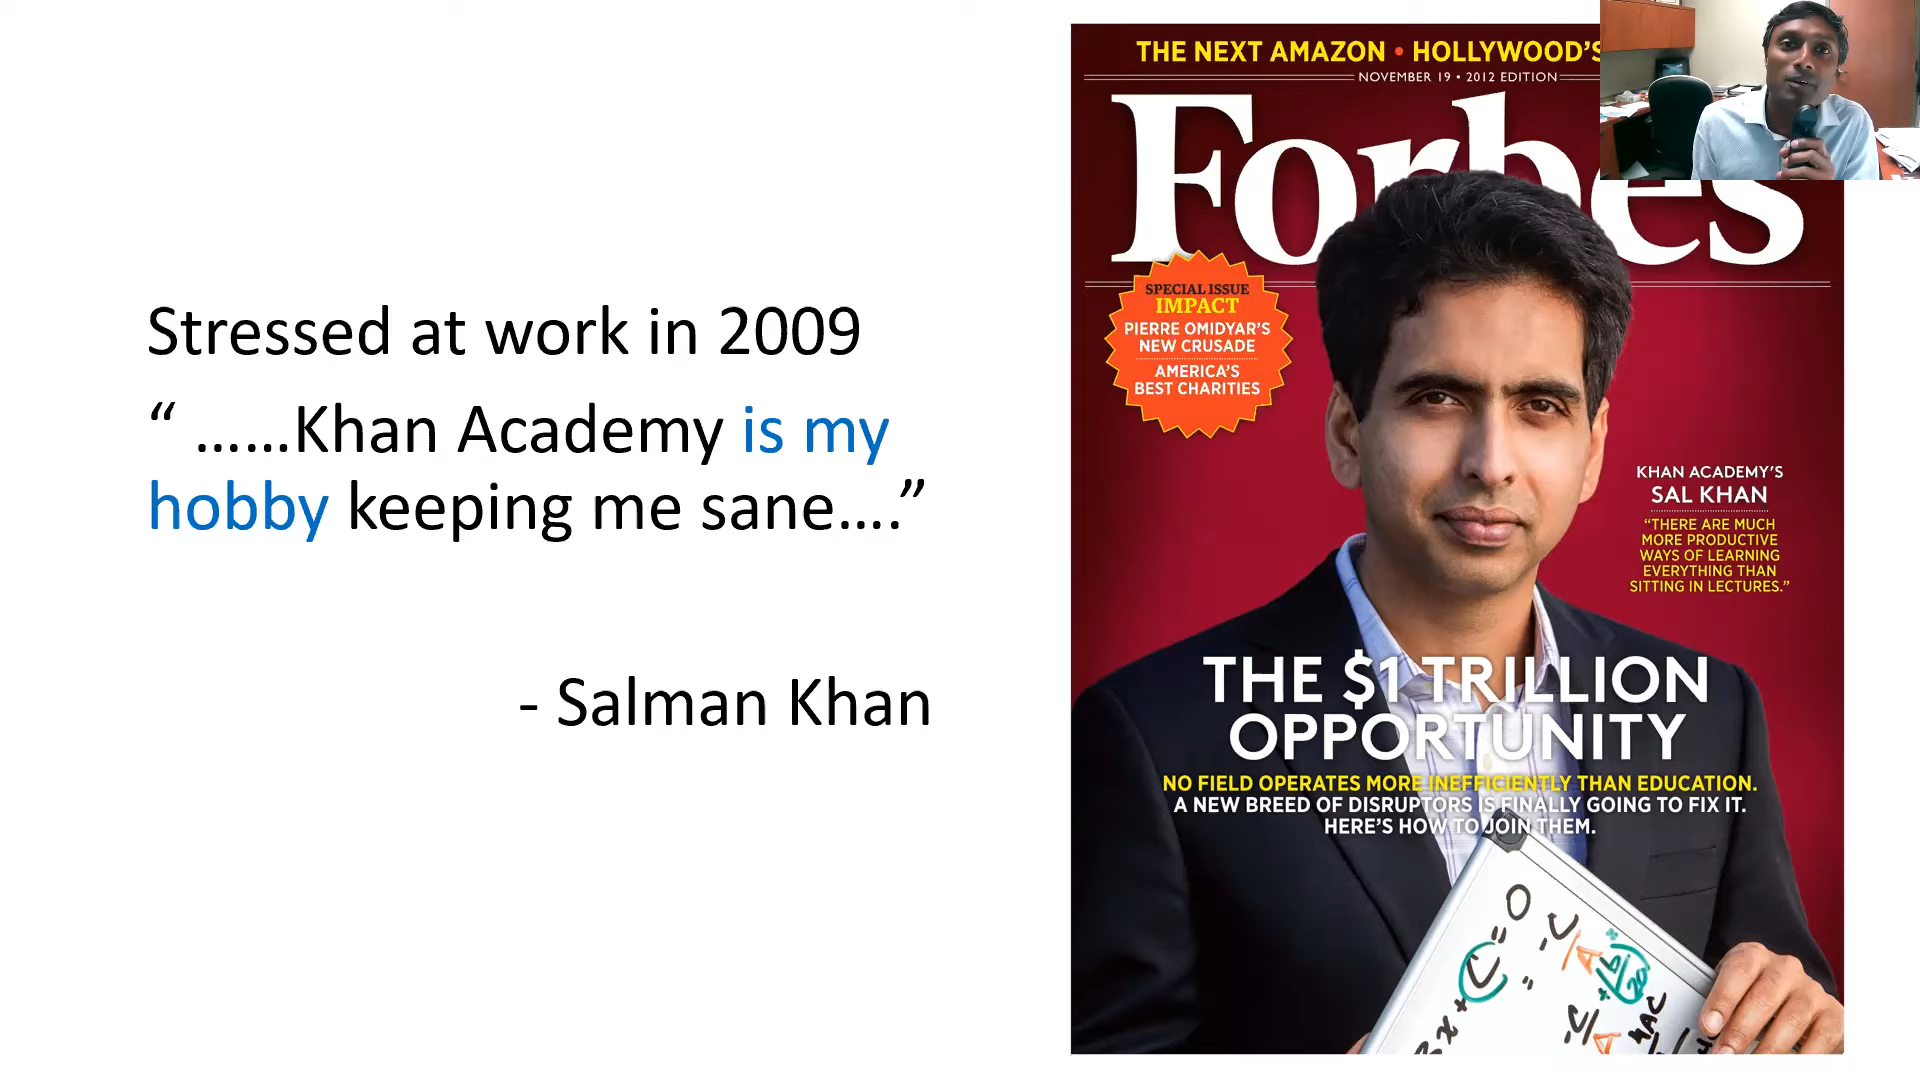 Stressed at work in 2009
“ ......Khan Academy is my
hobby keeping me sane....”
- Salman Khan
THE NEXT AMAZON • HOLLYWOOD'S
NOVEMBER 19 • 2012 EDITION
Forbes
SPECIAL ISSUE
IMPACT
PIERRE OMIDYAR'S
NEW CRUSADE
AMERICA'S
BEST CHARITIES
KHAN ACADEMY'S
SAL KHAN
“THERE ARE MUCH
MORE PRODUCTIVE
WAYS OF LEARNING
EVERYTHING THAN
SITTING IN LECTURES.”
THE $1 TRILLION
OPPORTUNITY
NO FIELD OPERATES MORE INEFFICIENTLY THAN EDUCATION.
A NEW BREED OF DISRUPTORS IS FINALLY GOING TO FIX IT.
HERE'S HOW TO JOIN THEM.